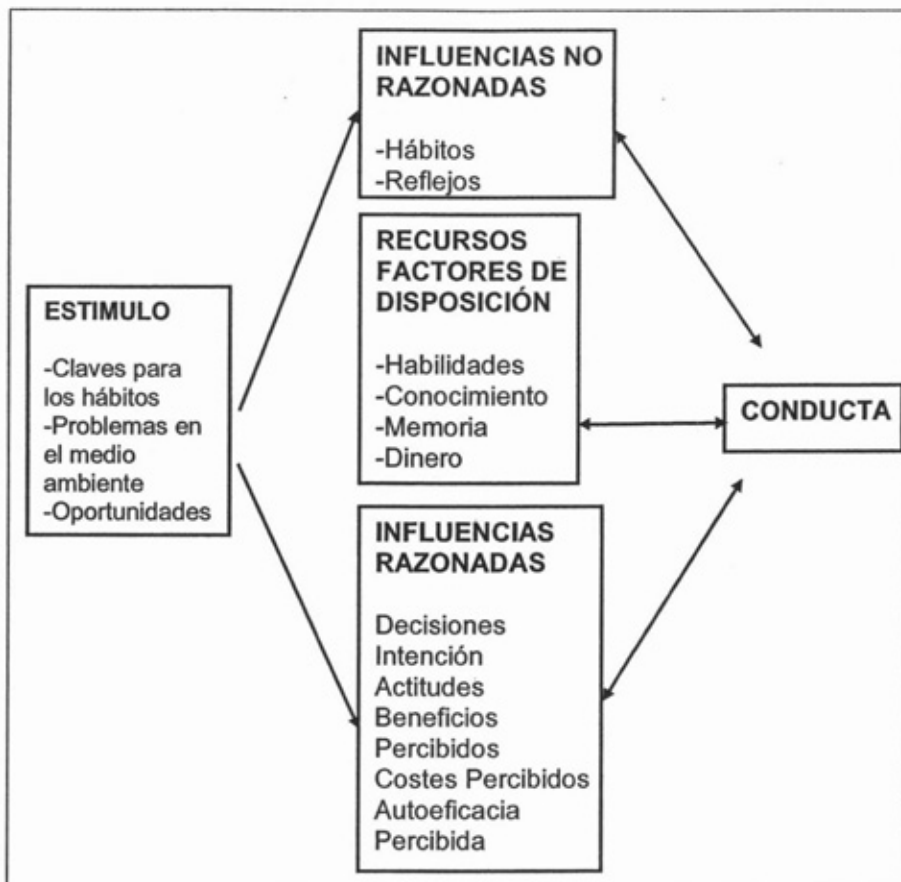 INFLUENCIAS NO
RAZONADAS
-Hábitos
-Reflejos
RECURSOS
FACTORES DE
DISPOSICIÓN
-Habilidades
-Conocimiento
-Memoria
-Dinero
ESTIMULO
-Claves para
los hábitos
-Problemas en
el medio
ambiente
-Oportunidades
CONDUCTA
INFLUENCIAS
RAZONADAS
Decisiones
Intención
Actitudes
Beneficios
Percibidos
Costes Percibidos
Autoeficacia
Percibida